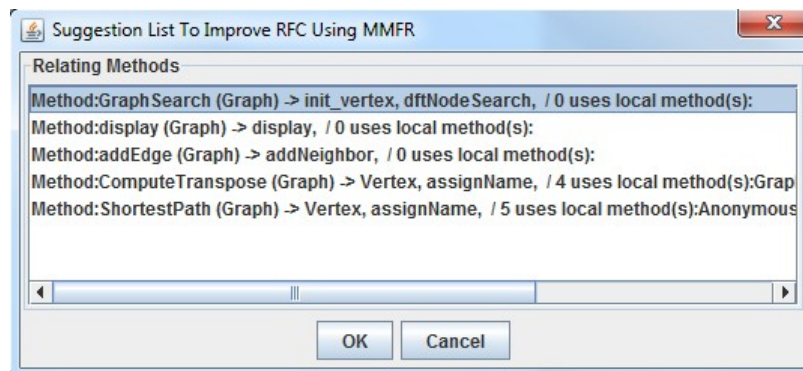 Suggestion List To Improve RFC Using MMFR
Relating Methods
Method:GraphSearch (Graph) -> init_vertex, dftNodeSearch, / 0 uses local method(s):
Method:display (Graph) -> display, / 0 uses local method(s):
Method:addEdge (Graph) -> addNeighbor, / 0 uses local method(s):
Method:ComputeTranspose (Graph) -> Vertex, assignName, / 4 uses local method(s):Grap
Method:ShortestPath (Graph) -> Vertex, assignName, / 5 uses local method(s):Anonymous
OK Cancel